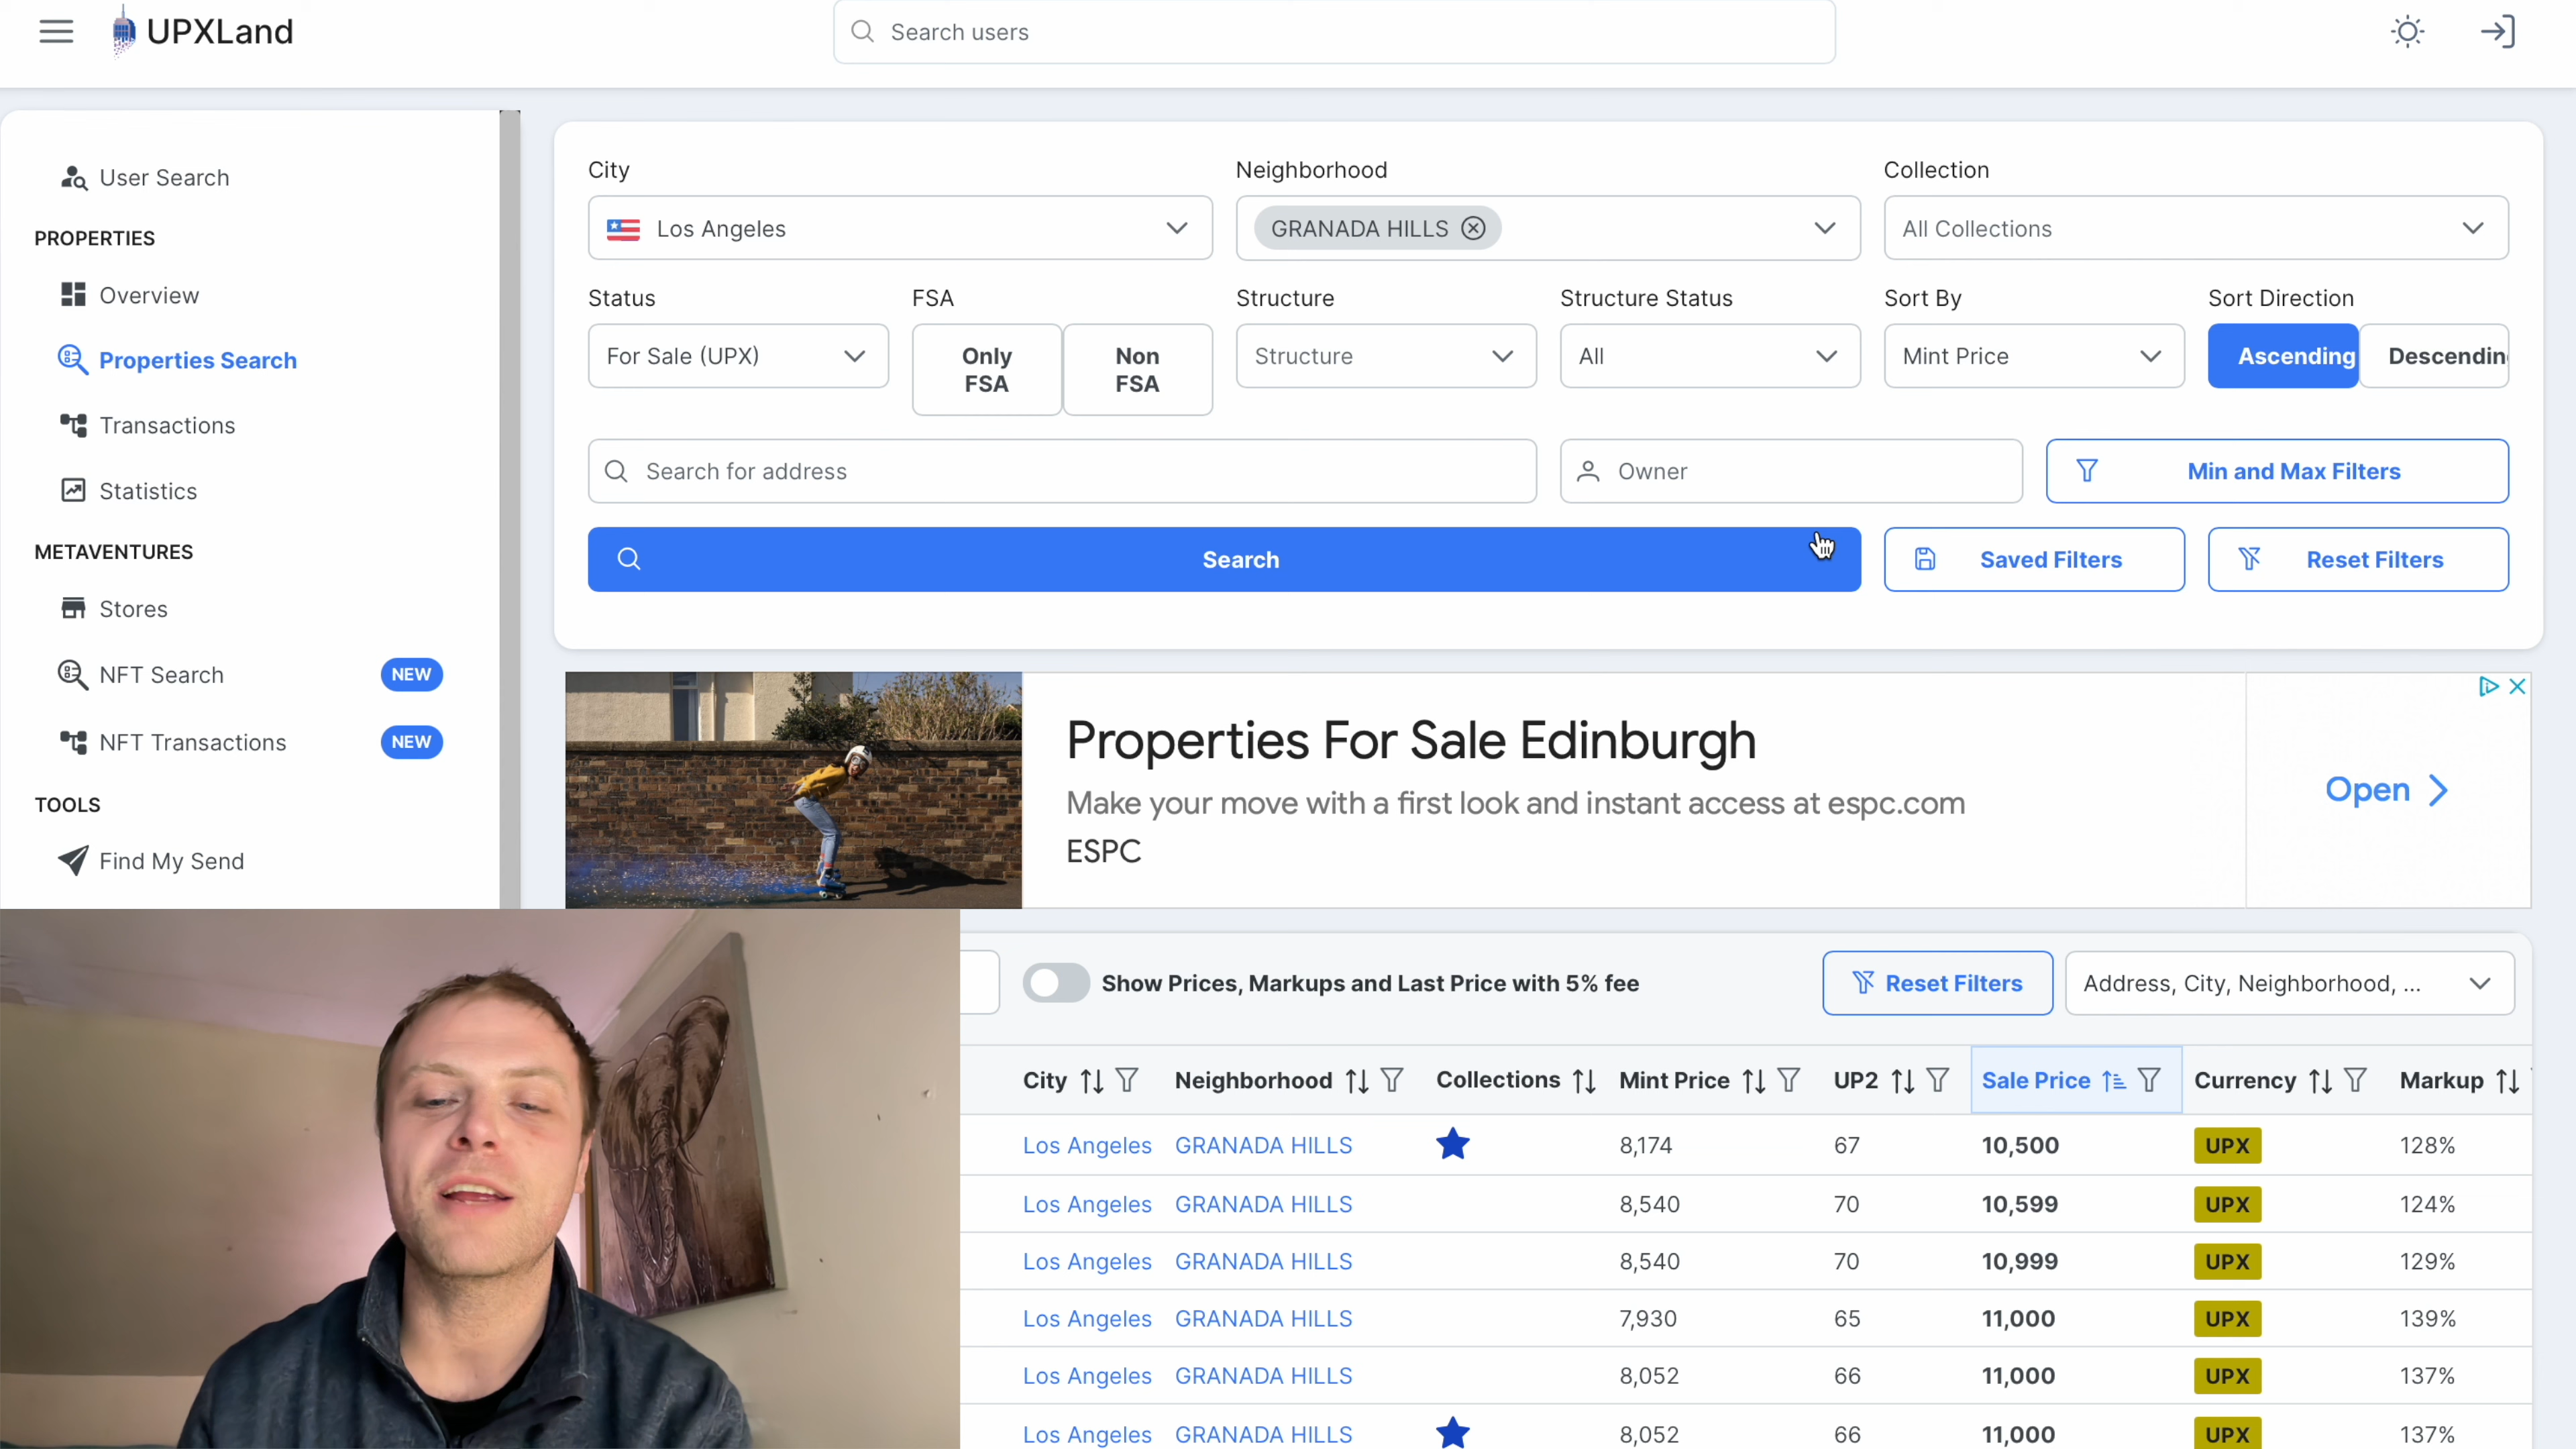 UPXLand
Search users
User Search
PROPERTIES
Overview
Properties Search
Transactions
Statistics
METAVENTURES
Stores
NFT Search NEW
NFT Transactions NEW
TOOLS
Find My Send
City Neighborhood Collection
Los Angeles GRANADA HILLS All Collections
Status FSA Structure Structure Status Sort By Sort Direction
For Sale (UPX) Only FSA Non FSA Structure All Mint Price Ascending Descendin
Search for address Owner Min and Max Filters
Search Saved Filters Reset Filters
Properties For Sale Edinburgh
Make your move with a first look and instant access at espc.com
ESPC
Open
Show Prices, Markups and Last Price with 5% fee Reset Filters Address, City, Neighborhood, ...
City Neighborhood Collections Mint Price UP2 Sale Price Currency Markup
Los Angeles GRANADA HILLS 8,174 67 10,500 UPX 128%
Los Angeles GRANADA HILLS 8,540 70 10,599 UPX 124%
Los Angeles GRANADA HILLS 8,540 70 10,999 UPX 129%
Los Angeles GRANADA HILLS 7,930 65 11,000 UPX 139%
Los Angeles GRANADA HILLS 8,052 66 11,000 UPX 137%
Los Angeles GRANADA HILLS 8,052 66 11,000 UPX 137%